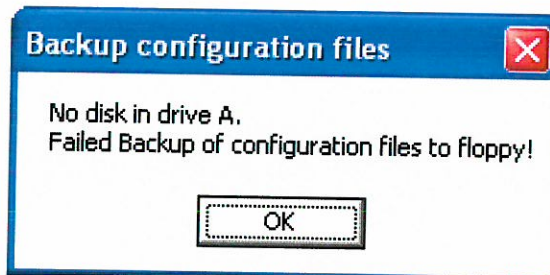 Backup configuration files
No disk in drive A.
Failed Backup of configuration files to floppy!
OK